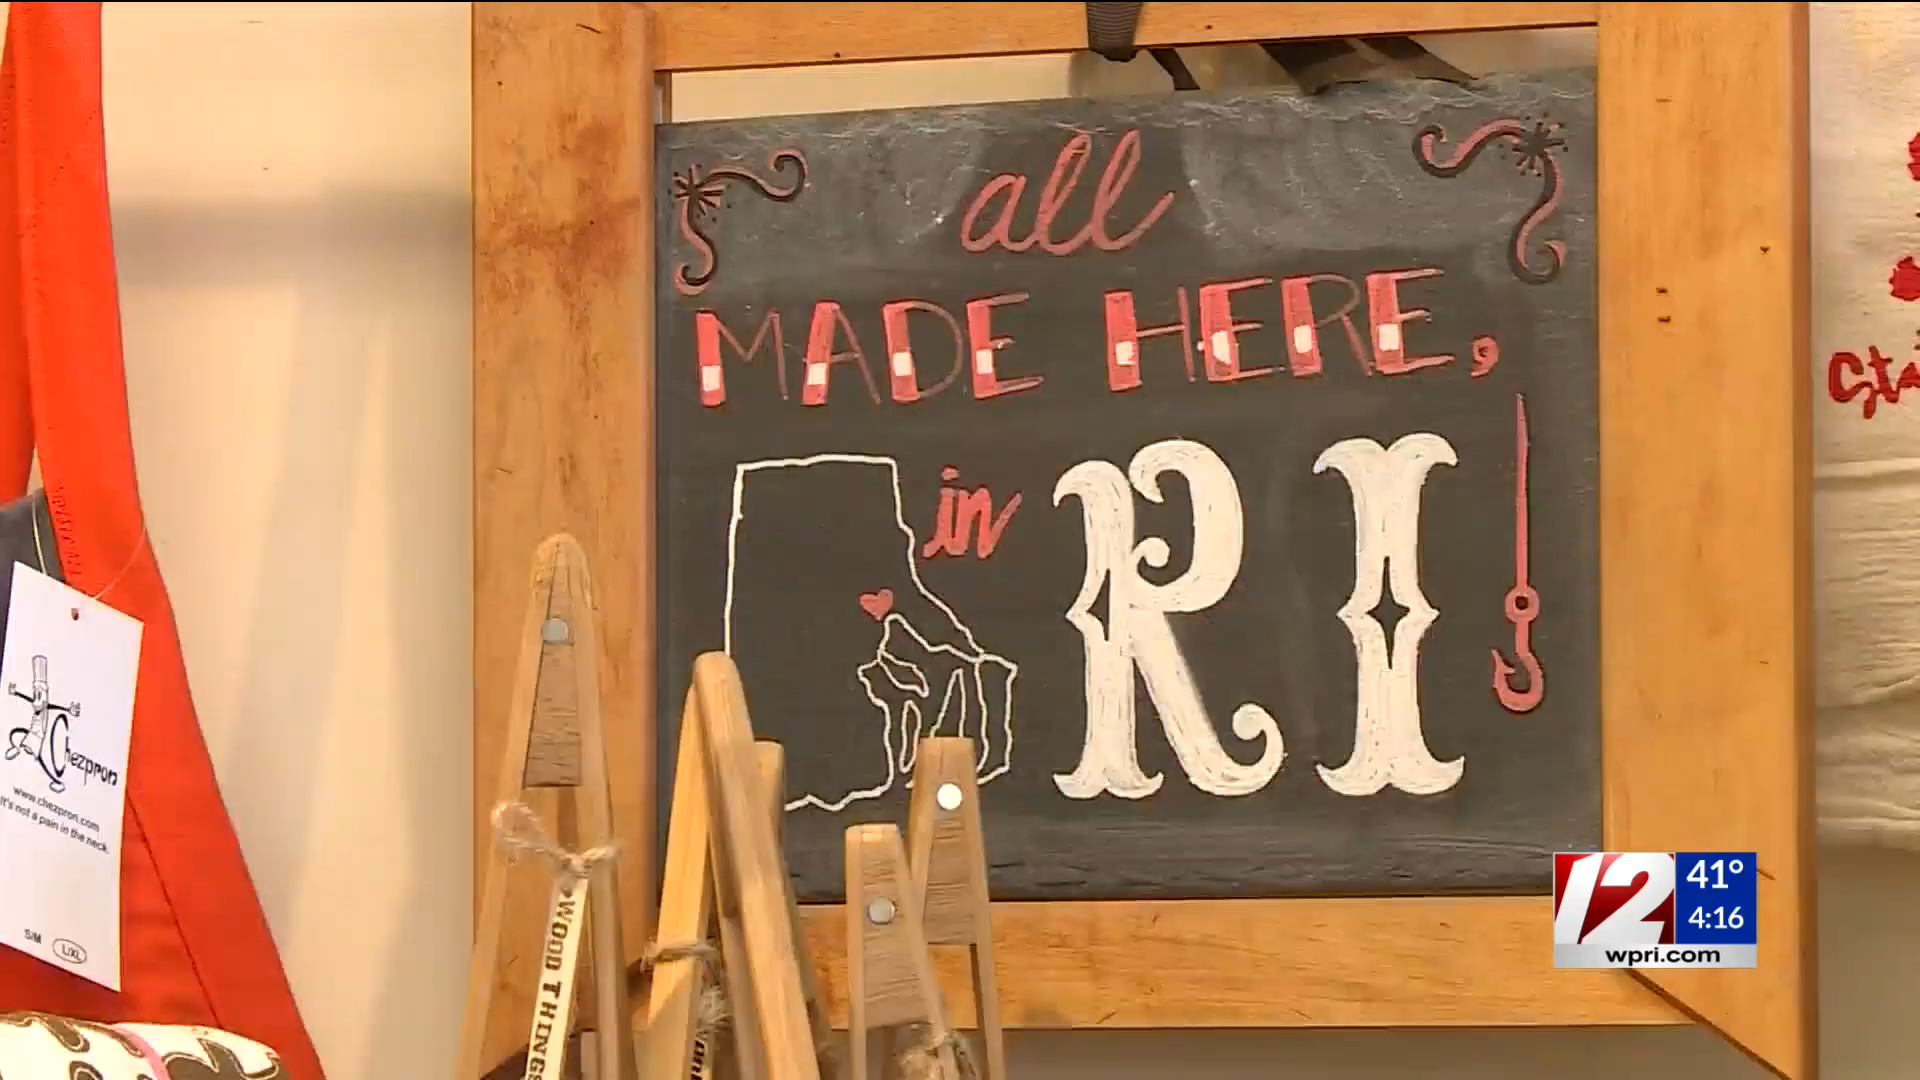 all
MADE HERE,
in RI
Chezpron
www.chezpron.com
It's not a pain in the neck.
S/M L/XL
WOOD THINGS
12
41°
4:16
wpri.com